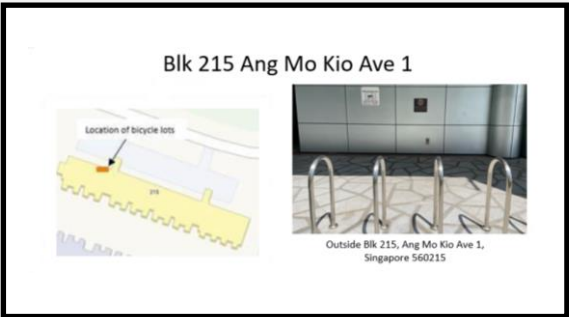 Blk 215 Ang Mo Kio Ave 1
Location of bicycle lots
215
Outside Blk 215, Ang Mo Kio Ave 1,
Singapore 560215